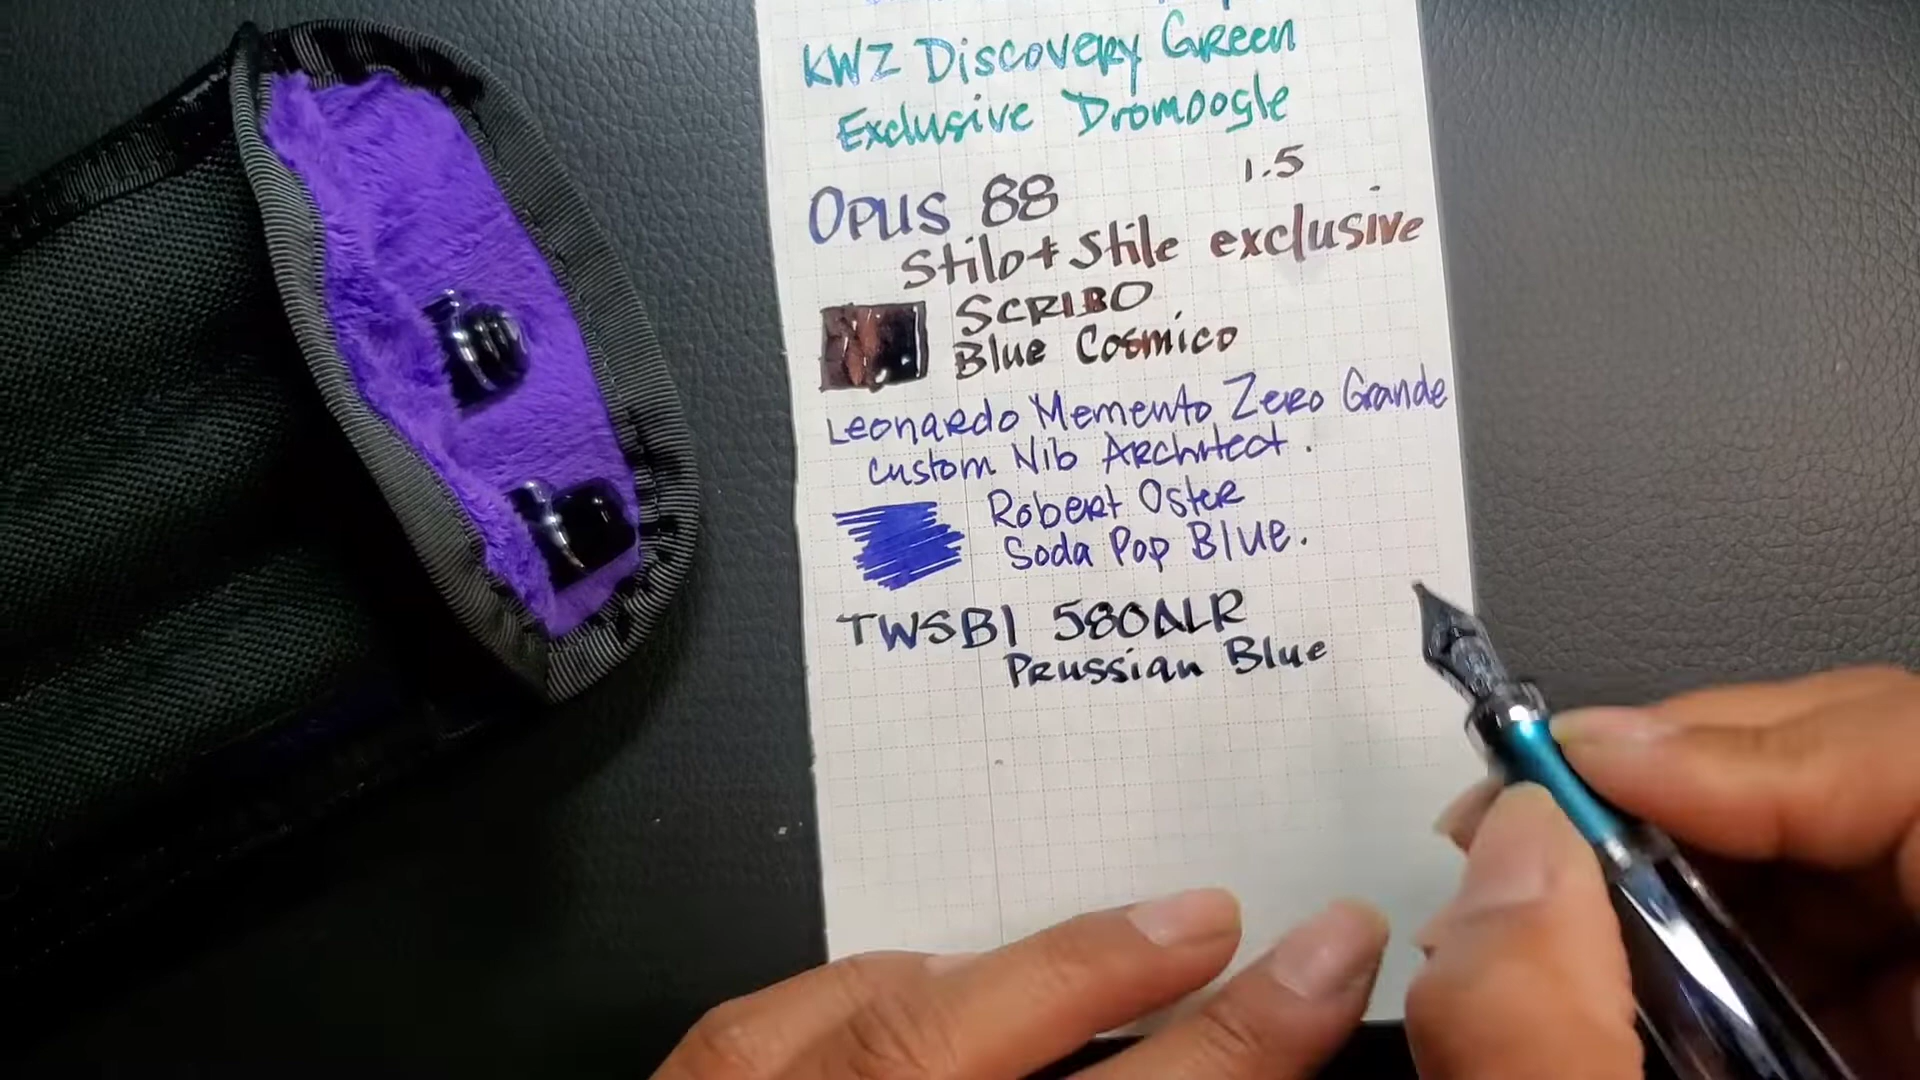 KWZ Discovery Green
Exclusive Dromoogle
OPUS 88 1.5
Stilo & Stile exclusive
SCRIBO
Blue Cosmico
Leonardo Memento Zero Grande
Custom Nib Architect.
Robert Oster
Soda Pop Blue.
TWSBI 580ALR
Prussian Blue